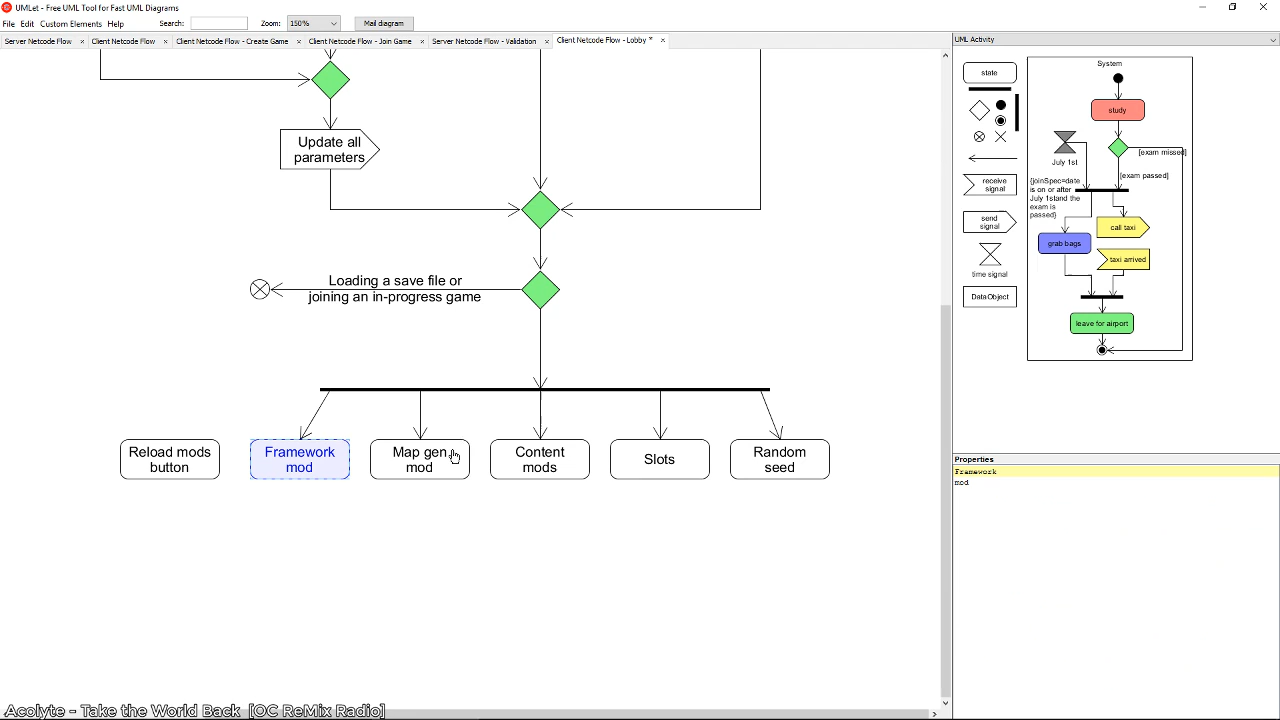 UMLet - Free UML Tool for Fast UML Diagrams
File Edit Custom Elements Help Search: Zoom: 150% Mail diagram
Server Netcode Flow Client Netcode Flow Client Netcode Flow - Create Game Client Netcode Flow - Join Game Server Netcode Flow - Validation Client Netcode Flow - Lobby *
Update all
parameters
Loading a save file or
joining an in-progress game
Reload mods
button
Framework
mod
Map gen
mod
Content
mods
Slots
Random
seed
UML Activity
state
receive
signal
send
signal
time signal
DataObject
System
study
July 1st
[exam missed]
[exam passed]
{joinSpec=date
is on or after
July 1stand the
exam is
passed}
call taxi
grab bags
taxi arrived
leave for airport
Properties
Framework
mod
Acolyte - Take the World Back [OC ReMix Radio]